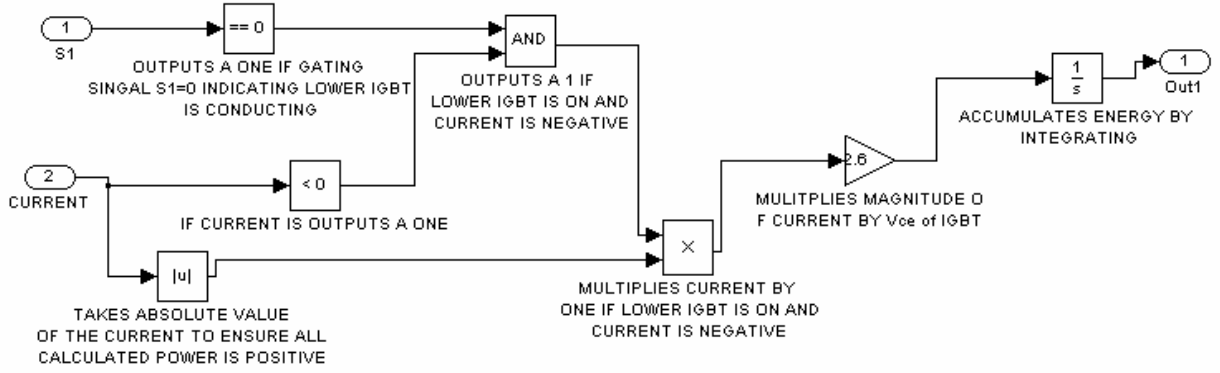 1
S1
== 0
OUTPUTS A ONE IF GATING
SINGAL S1=0 INDICATING LOWER IGBT
IS CONDUCTING
AND
OUTPUTS A 1 IF
LOWER IGBT IS ON AND
CURRENT IS NEGATIVE
1
s
ACCUMULATES ENERGY BY
INTEGRATING
1
Out1
2
CURRENT
< 0
IF CURRENT IS OUTPUTS A ONE
2.6
MULITPLIES MAGNITUDE O
F CURRENT BY Vce of IGBT
|u|
TAKES ABSOLUTE VALUE
OF THE CURRENT TO ENSURE ALL
CALCULATED POWER IS POSITIVE
×
MULTIPLIES CURRENT BY
ONE IF LOWER IGBT IS ON AND
CURRENT IS NEGATIVE